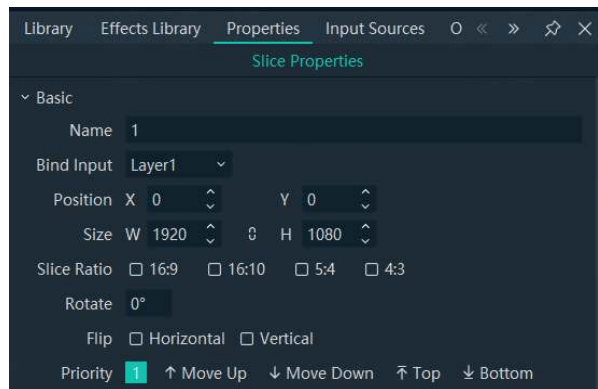 Library Effects Library Properties Input Sources O « »
Slice Properties
Basic
Name 1
Bind Input Layer1
Position X 0 Y 0
Size W 1920 H 1080
Slice Ratio 16:9 16:10 5:4 4:3
Rotate 0°
Flip Horizontal Vertical
Priority 1 ↑ Move Up ↓ Move Down Top Bottom